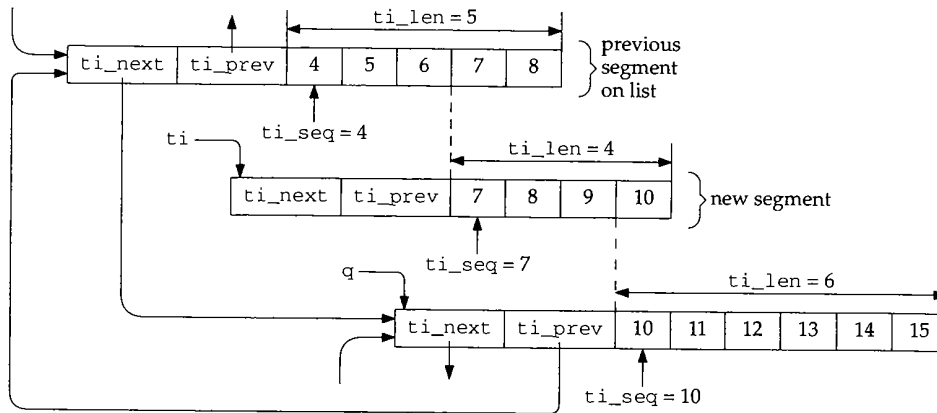 ti_len = 5
ti_next ti_prev 4 5 6 7 8
previous
segment
on list
ti_seq = 4
ti
ti_len = 4
ti_next ti_prev 7 8 9 10
new segment
ti_seq = 7
q
ti_len = 6
ti_next ti_prev 10 11 12 13 14 15
ti_seq = 10